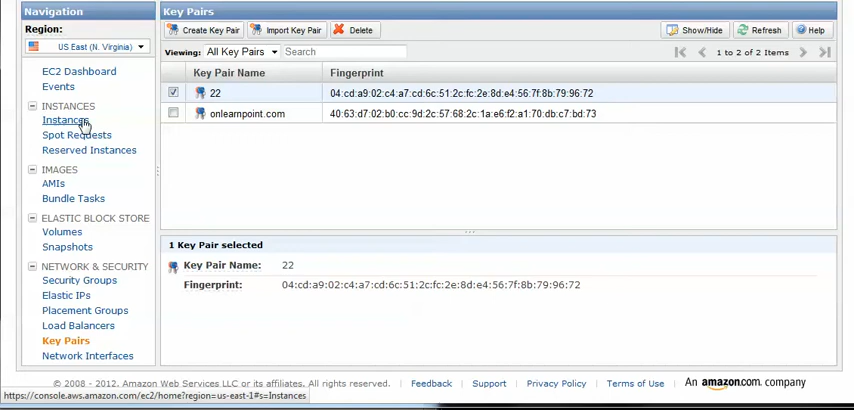 Navigation
Region:
US East (N. Virginia)
EC2 Dashboard
Events
INSTANCES
Instances
Spot Requests
Reserved Instances
IMAGES
AMIs
Bundle Tasks
ELASTIC BLOCK STORE
Volumes
Snapshots
NETWORK & SECURITY
Security Groups
Elastic IPs
Placement Groups
Load Balancers
Key Pairs
Network Interfaces
Key Pairs
Create Key Pair Import Key Pair Delete Show/Hide Refresh Help
Viewing: All Key Pairs Search 1 to 2 of 2 Items
Key Pair Name Fingerprint
22 04:cd:a9:02:c4:a7:cd:6c:51:2c:fc:2e:8d:e4:56:7f:8b:79:96:72
onlearnpoint.com 40:63:d7:02:b0:cc:9d:2c:57:68:2c:1a:e6:f2:a1:70:db:c7:bd:73
1 Key Pair selected
Key Pair Name: 22
Fingerprint: 04:cd:a9:02:c4:a7:cd:6c:51:2c:fc:2e:8d:e4:56:7f:8b:79:96:72
© 2008 - 2012, Amazon Web Services LLC or its affiliates. All rights reserved. | Feedback | Support | Privacy Policy | Terms of Use | An amazon.com. company
https://console.aws.amazon.com/ec2/home?region=us-east-1#s=Instances